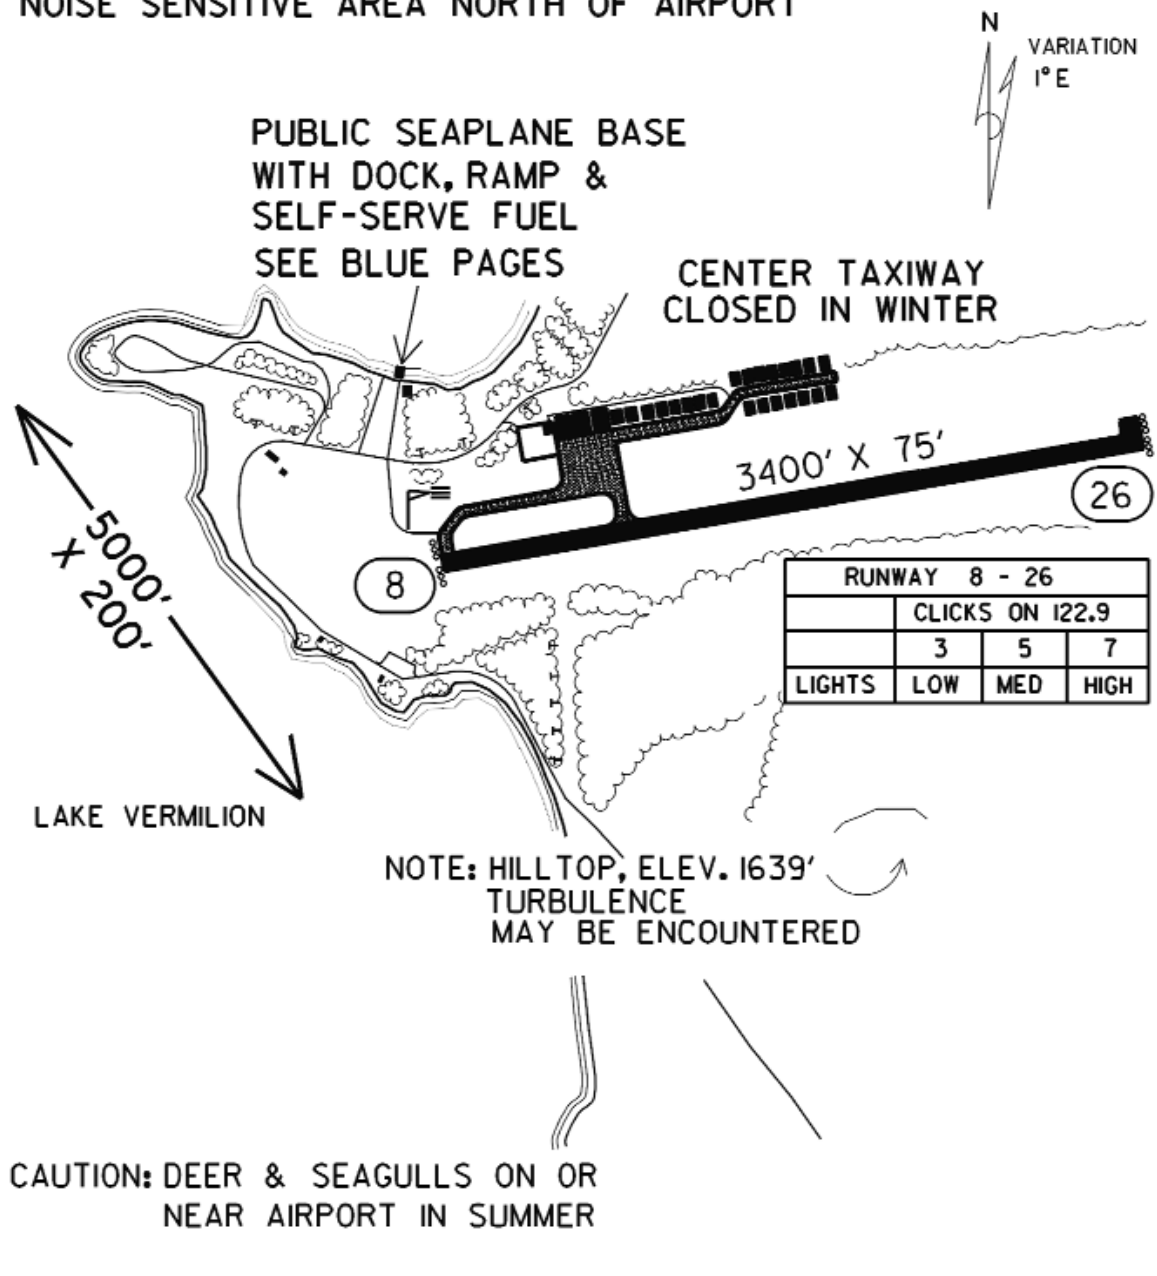 NOISE SENSITIVE AREA NORTH OF AIRPORT
N
VARIATION
1° E
PUBLIC SEAPLANE BASE
WITH DOCK, RAMP &
SELF-SERVE FUEL
SEE BLUE PAGES
CENTER TAXIWAY
CLOSED IN WINTER
3400' X 75'
26
8
5000'
X 200'
RUNWAY 8 - 26
CLICKS ON 122.9
3 5 7
LIGHTS LOW MED HIGH
LAKE VERMILION
NOTE: HILLTOP, ELEV. 1639'
TURBULENCE
MAY BE ENCOUNTERED
CAUTION: DEER & SEAGULLS ON OR
NEAR AIRPORT IN SUMMER